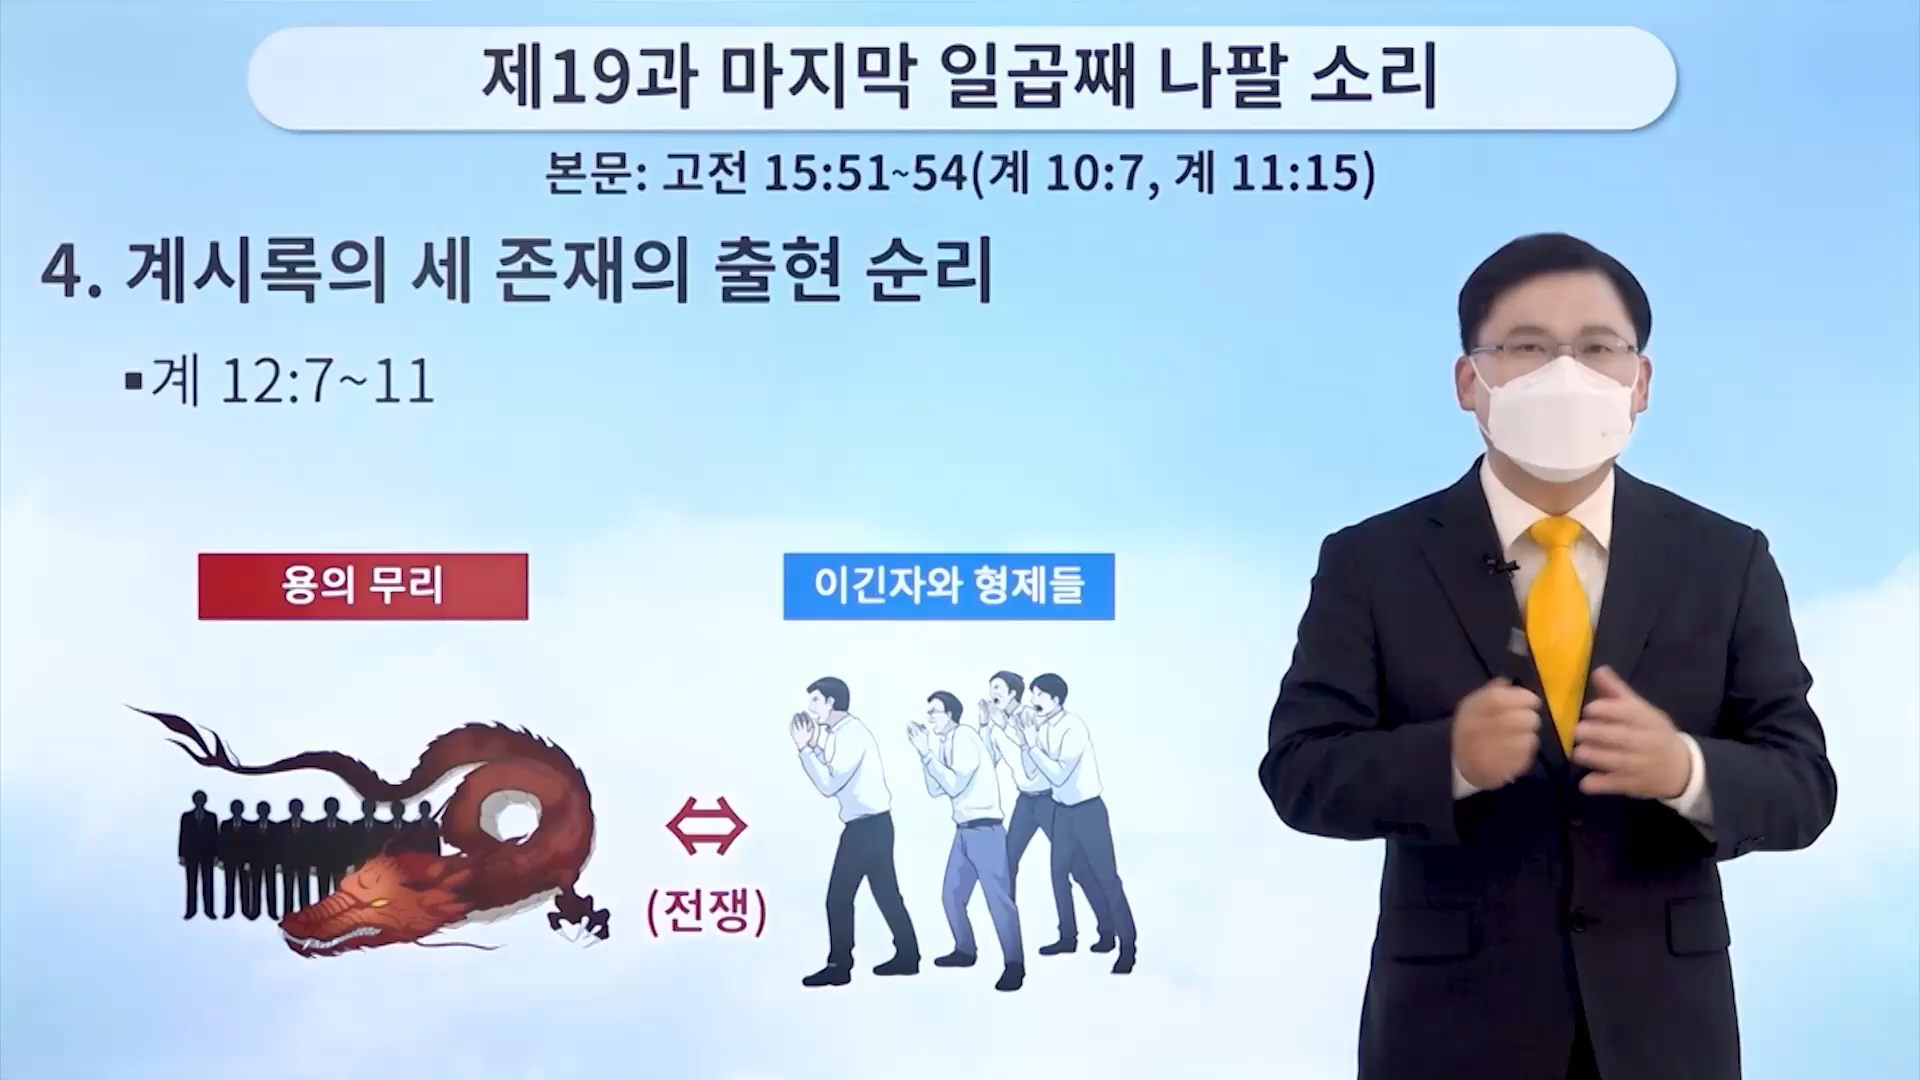 제19과 마지막 일곱째 나팔 소리
본문: 고전 15:51~54(계 10:7, 계 11:15)
4. 계시록의 세 존재의 출현 순리
▪계 12:7~11
용의 무리
이긴자와 형제들
(전쟁)